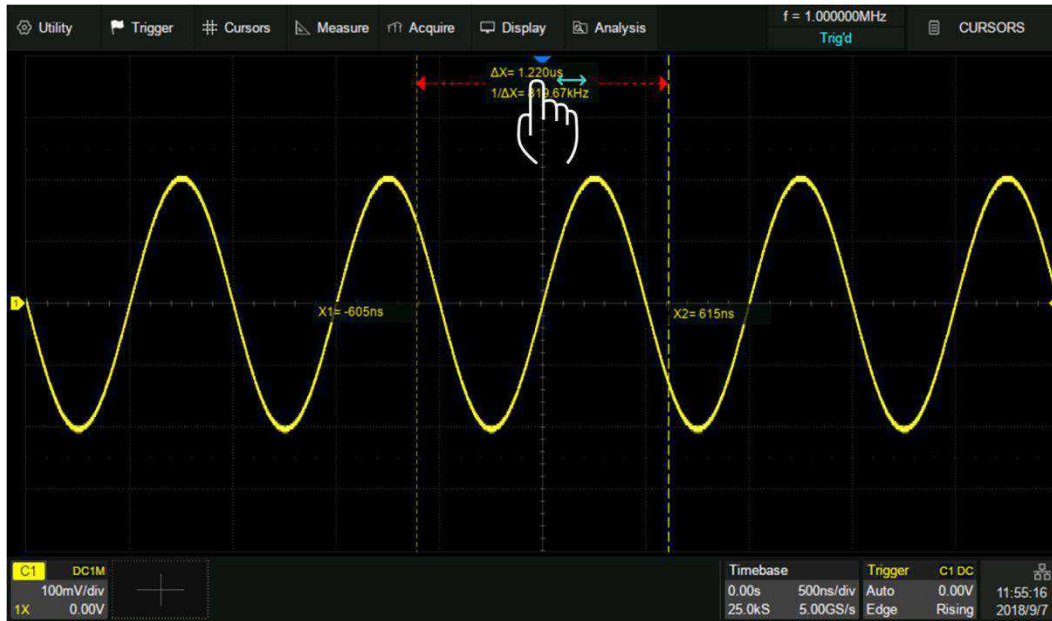 Utility Trigger Cursors Measure Acquire Display Analysis
f = 1.000000MHz
Trig'd
CURSORS
ΔX= 1.220us
1/ΔX= 819.67kHz
1
X1= -605ns
X2= 615ns
C1 DC1M
100mV/div
1X 0.00V
Timebase
0.00s 500ns/div
25.0kS 5.00GS/s
Trigger C1 DC
Auto 0.00V
Edge Rising
11:55:16
2018/9/7